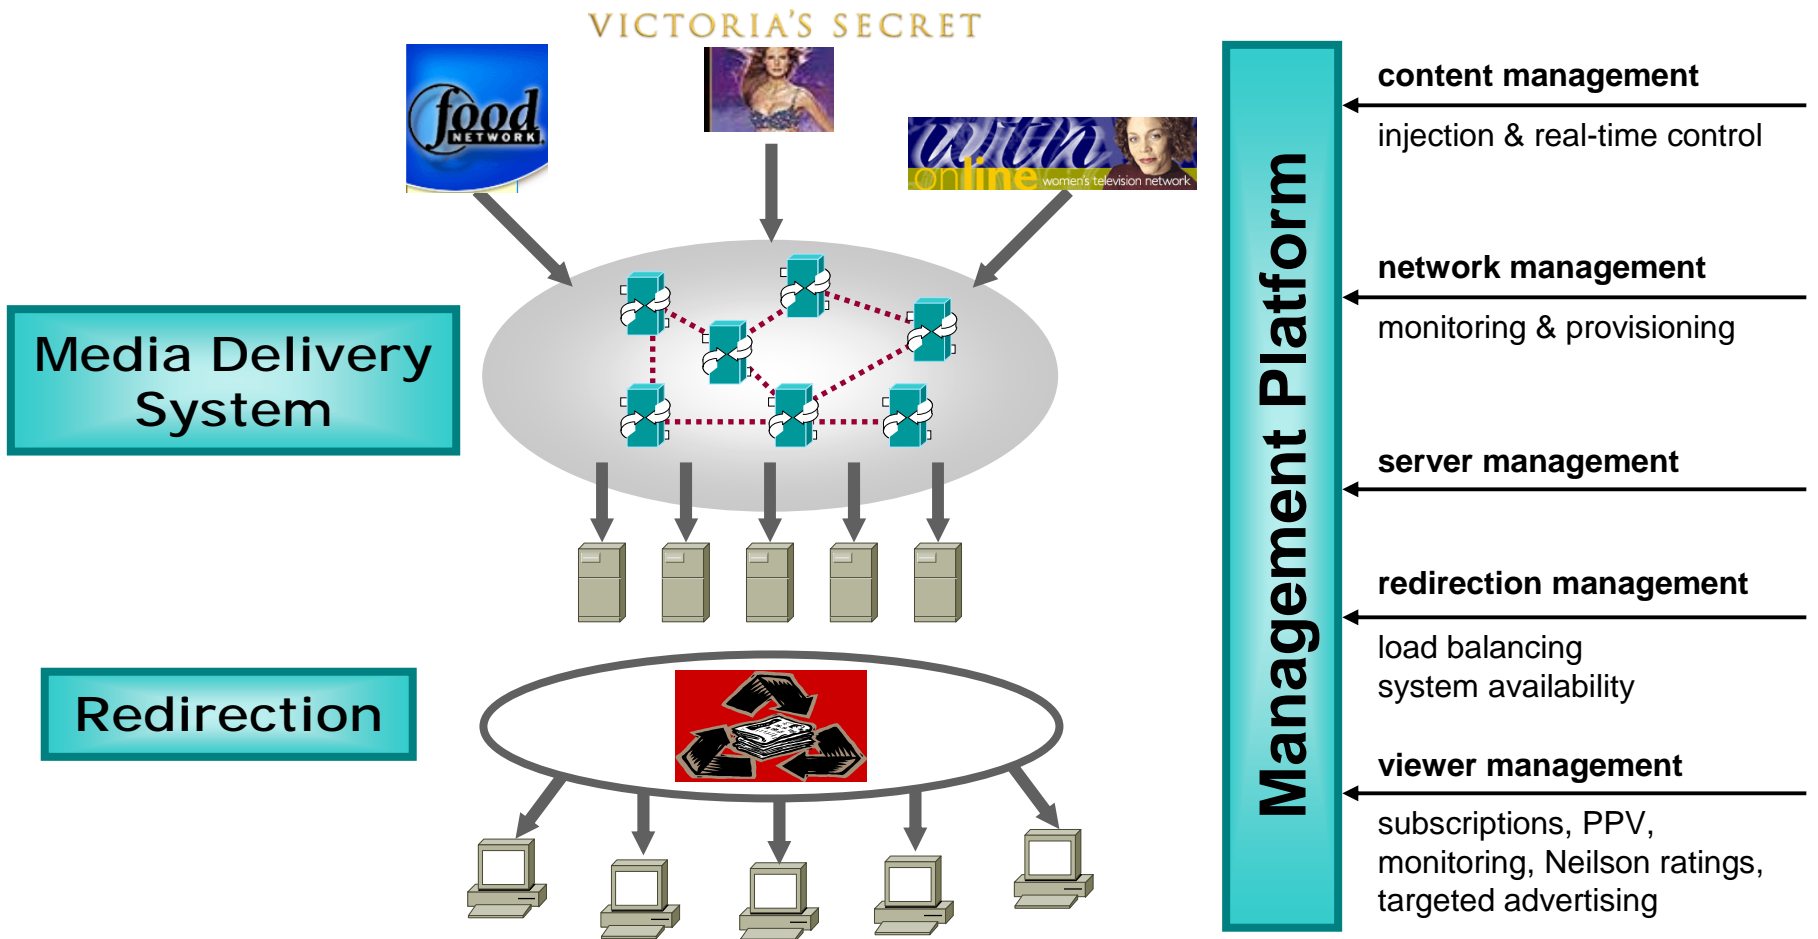 VICTORIA'S SECRET
food
NETWORK
wtn
online women's television network
Media Delivery
System
Redirection
Management Platform
content management
injection & real-time control
network management
monitoring & provisioning
server management
redirection management
load balancing
system availability
viewer management
subscriptions, PPV,
monitoring, Neilson ratings,
targeted advertising